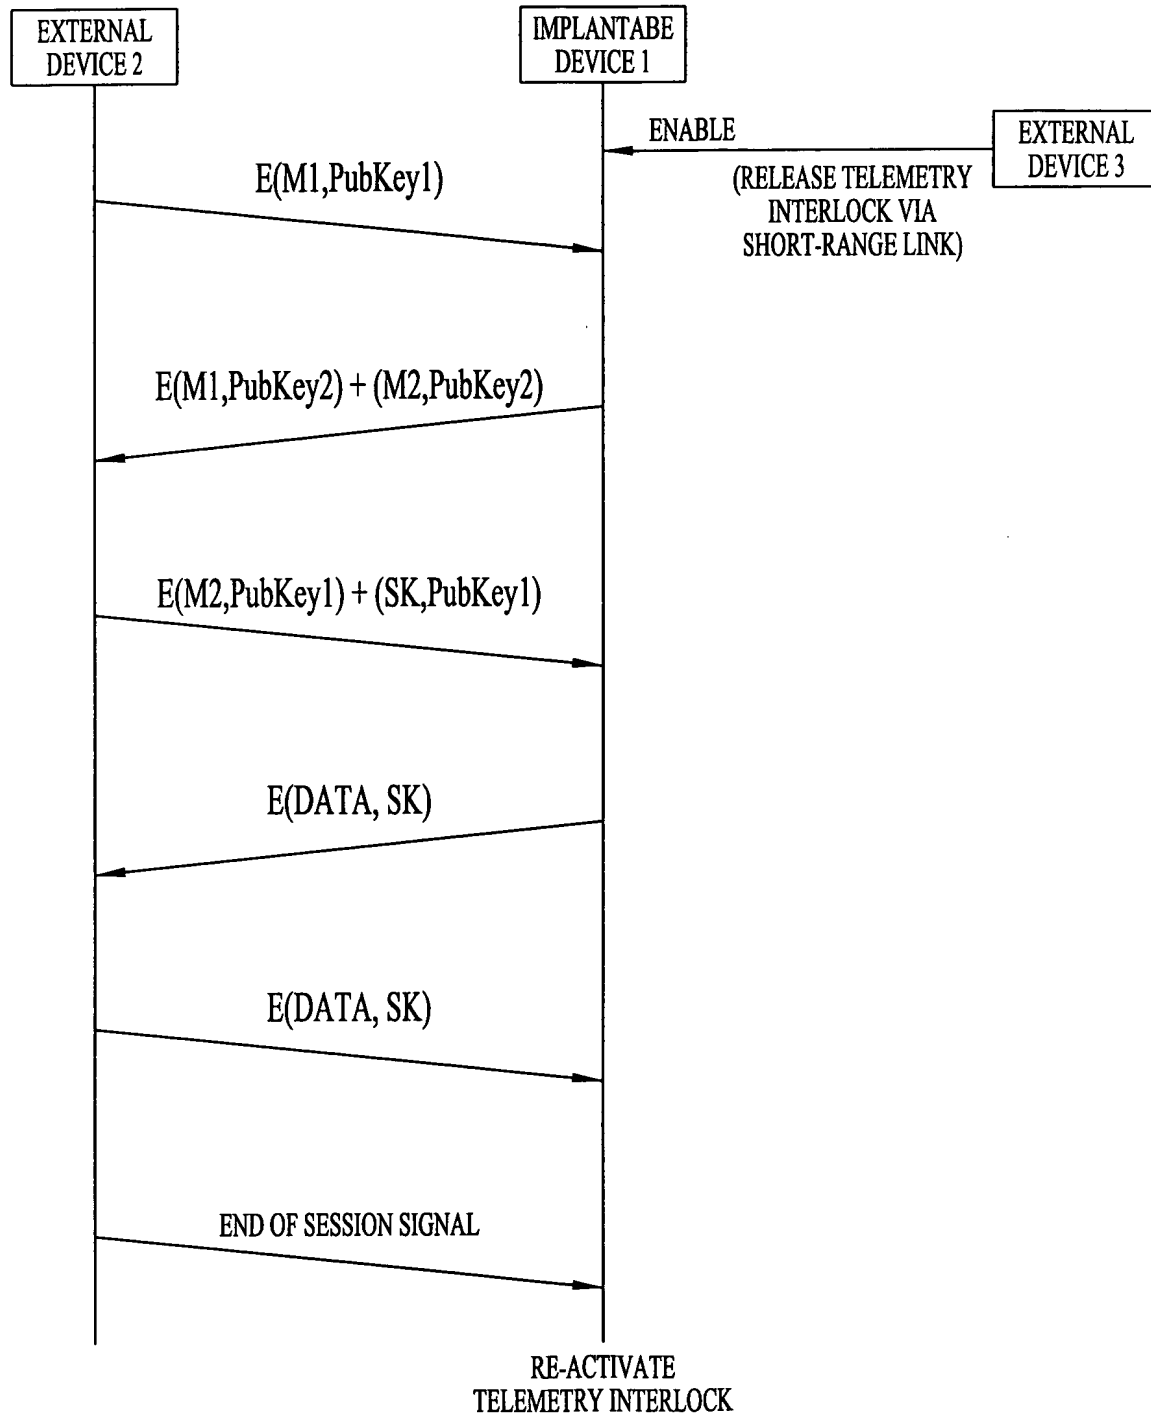 EXTERNAL
DEVICE 2
IMPLANTABE
DEVICE 1
ENABLE
EXTERNAL
DEVICE 3
(RELEASE TELEMETRY
INTERLOCK VIA
SHORT-RANGE LINK)
E(M1,PubKey1)
E(M1,PubKey2) + (M2,PubKey2)
E(M2,PubKey1) + (SK,PubKey1)
E(DATA, SK)
E(DATA, SK)
END OF SESSION SIGNAL
RE-ACTIVATE
TELEMETRY INTERLOCK